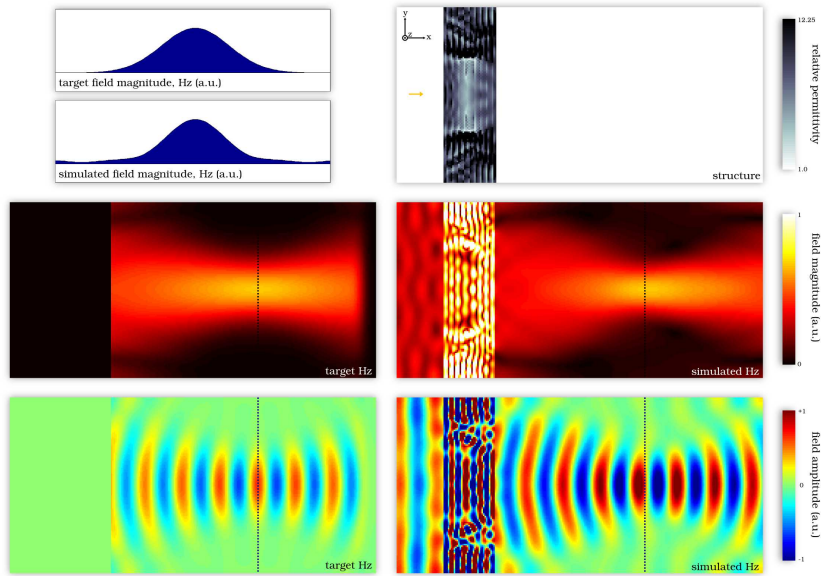 target field magnitude, Hz (a.u.)
simulated field magnitude, Hz (a.u.)
y
z
x
structure
12.25
relative permittivity
1.0
target Hz
simulated Hz
1
field magnitude (a.u.)
0
target Hz
simulated Hz
+1
field amplitude (a.u.)
0
-1